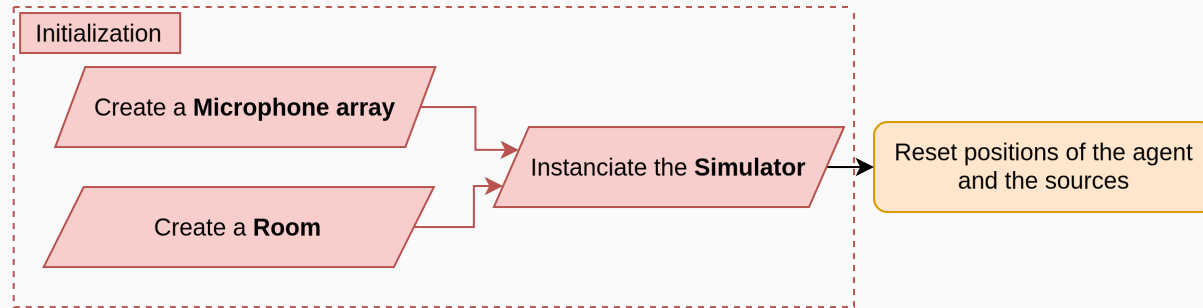 Initialization
Create a Microphone array
Create a Room
Instanciate the Simulator
Reset positions of the agent
and the sources